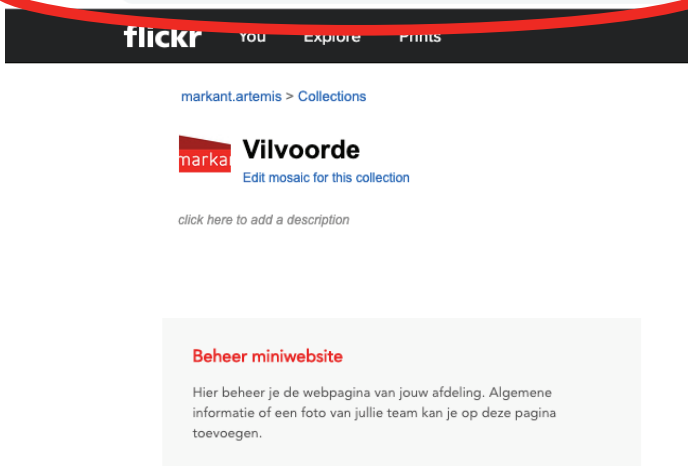 flickr You Explore Prints
markant.artemis > Collections
markan Vilvoorde
Edit mosaic for this collection
click here to add a description
Beheer miniwebsite
Hier beheer je de webpagina van jouw afdeling. Algemene
informatie of een foto van jullie team kan je op deze pagina
toevoegen.